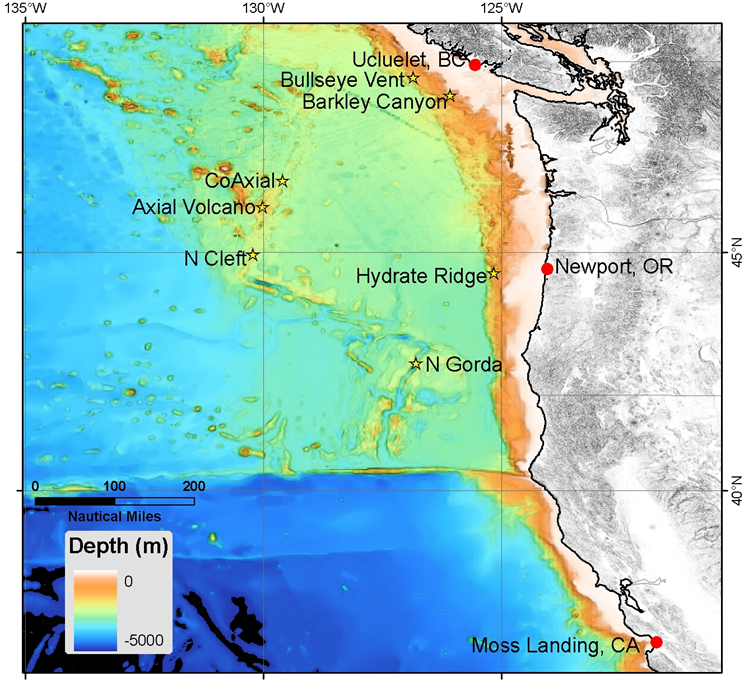 135°W 130°W 125°W
Ucluelet, BC
Bullseye Vent
Barkley Canyon
CoAxial
Axial Volcano
45°N
N Cleft
Newport, OR
Hydrate Ridge
N Gorda
0 100 200
40°N
Nautical Miles
Depth (m)
0
-5000
Moss Landing, CA